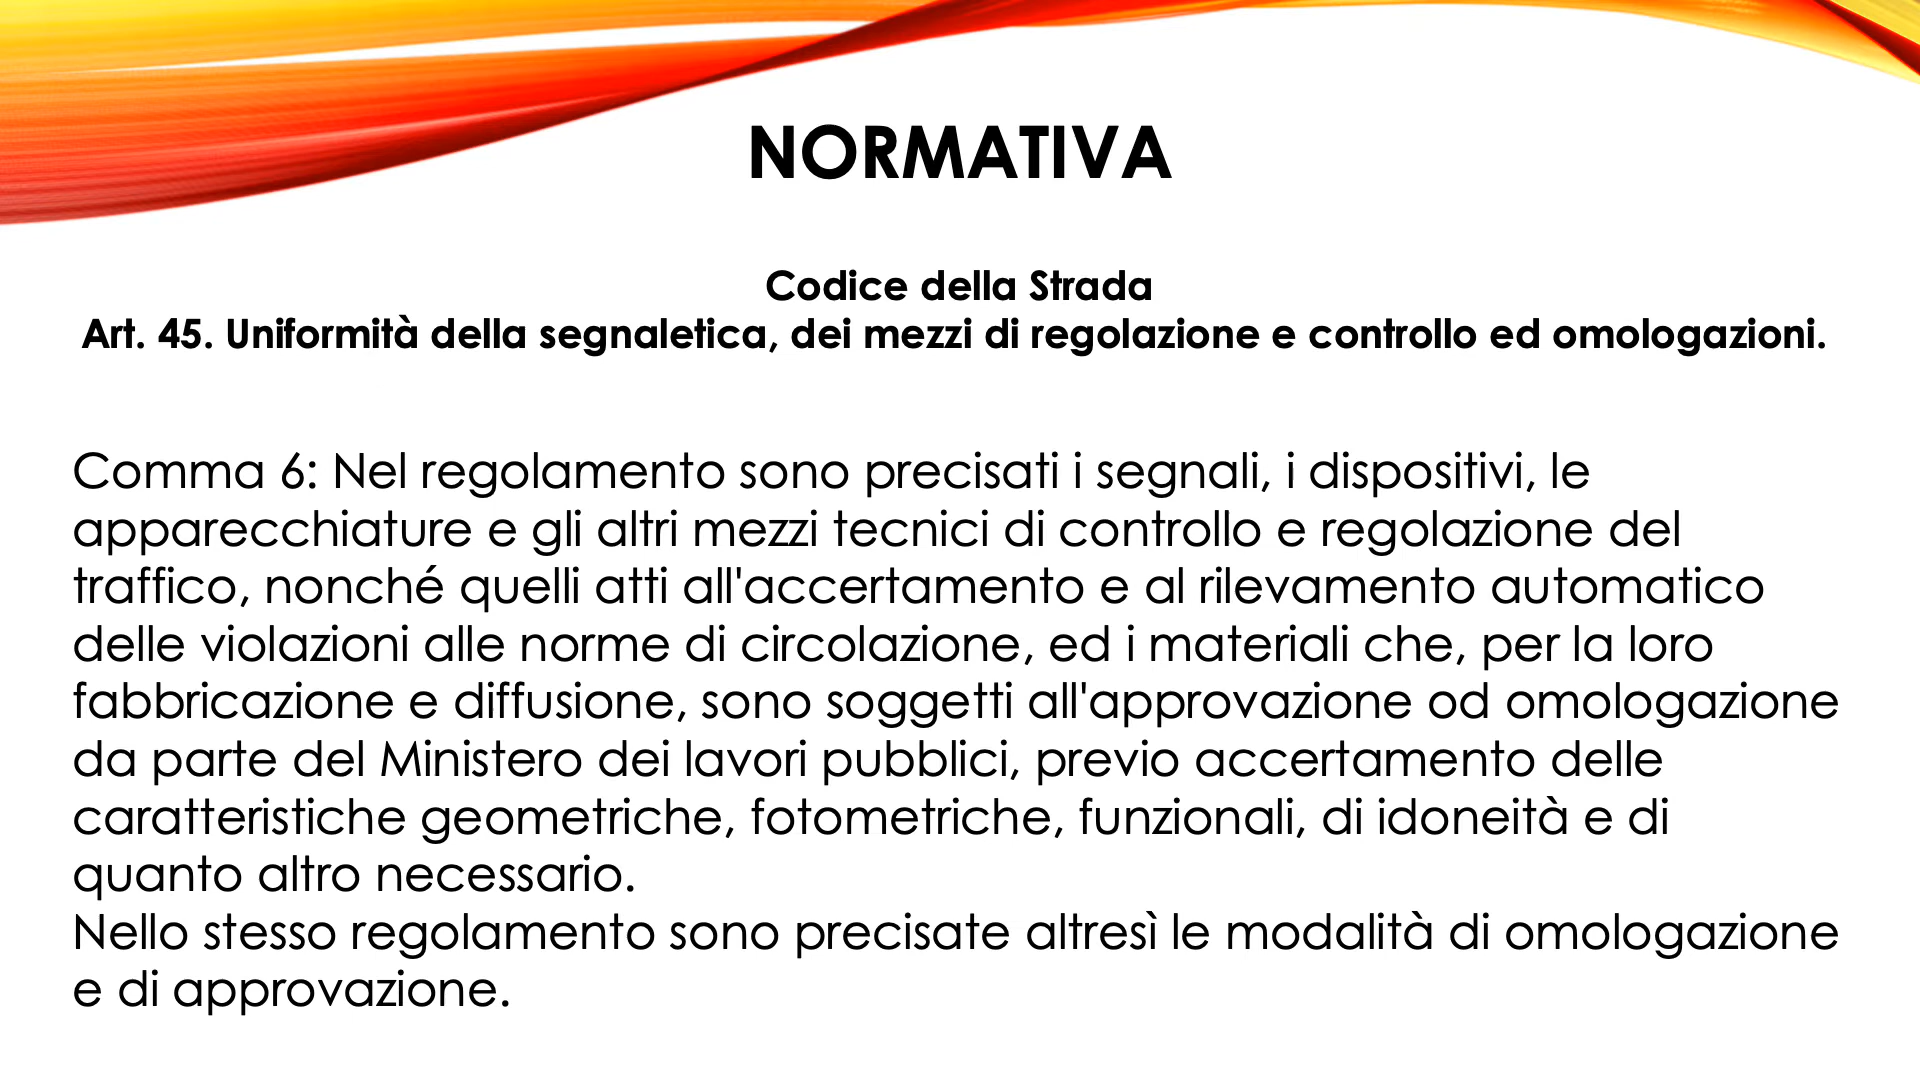 NORMATIVA
Codice della Strada
Art. 45. Uniformità della segnaletica, dei mezzi di regolazione e controllo ed omologazioni.
Comma 6: Nel regolamento sono precisati i segnali, i dispositivi, le
apparecchiature e gli altri mezzi tecnici di controllo e regolazione del
traffico, nonché quelli atti all'accertamento e al rilevamento automatico
delle violazioni alle norme di circolazione, ed i materiali che, per la loro
fabbricazione e diffusione, sono soggetti all'approvazione od omologazione
da parte del Ministero dei lavori pubblici, previo accertamento delle
caratteristiche geometriche, fotometriche, funzionali, di idoneità e di
quanto altro necessario.
Nello stesso regolamento sono precisate altresì le modalità di omologazione
e di approvazione.